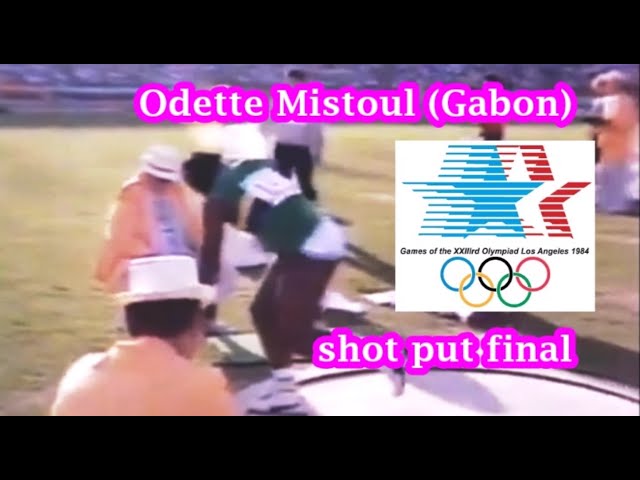 Odette Mistoul (Gabon)
Games of the XXIIIrd Olympiad Los Angeles 1984
shot put final